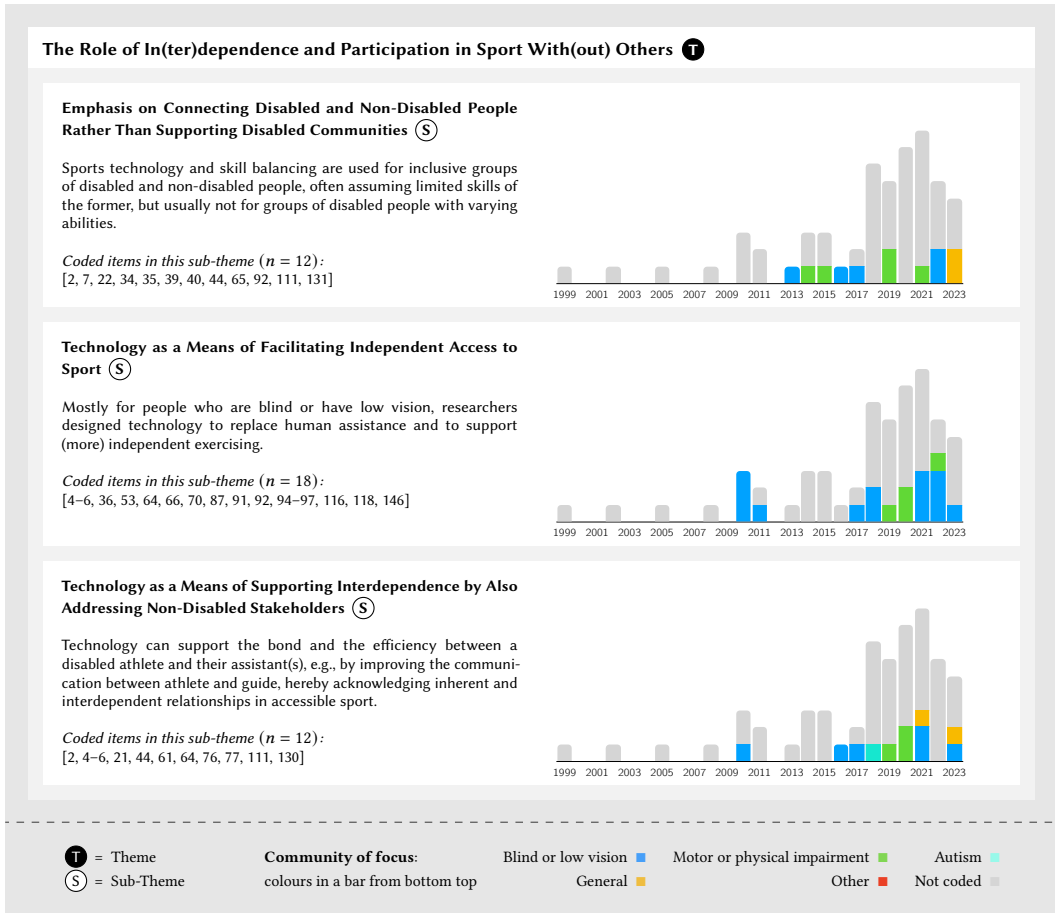 The Role of In(ter)dependence and Participation in Sport With(out) Others T
Emphasis on Connecting Disabled and Non-Disabled People
Rather Than Supporting Disabled Communities S
Sports technology and skill balancing are used for inclusive groups
of disabled and non-disabled people, often assuming limited skills of
the former, but usually not for groups of disabled people with varying
abilities.
Coded items in this sub-theme (n = 12):
[2, 7, 22, 34, 35, 39, 40, 44, 65, 92, 111, 131]
1999 2001 2003 2005 2007 2009 2011 2013 2015 2017 2019 2021 2023
Technology as a Means of Facilitating Independent Access to
Sport S
Mostly for people who are blind or have low vision, researchers
designed technology to replace human assistance and to support
(more) independent exercising.
Coded items in this sub-theme (n = 18):
[4–6, 36, 53, 64, 66, 70, 87, 91, 92, 94–97, 116, 118, 146]
1999 2001 2003 2005 2007 2009 2011 2013 2015 2017 2019 2021 2023
Technology as a Means of Supporting Interdependence by Also
Addressing Non-Disabled Stakeholders S
Technology can support the bond and the efficiency between a
disabled athlete and their assistant(s), e.g., by improving the communi-
cation between athlete and guide, hereby acknowledging inherent and
interdependent relationships in accessible sport.
Coded items in this sub-theme (n = 12):
[2, 4–6, 21, 44, 61, 64, 76, 77, 111, 130]
1999 2001 2003 2005 2007 2009 2011 2013 2015 2017 2019 2021 2023
T = Theme
S = Sub-Theme
Community of focus:
colours in a bar from bottom top
Blind or low vision
Motor or physical impairment
Autism
General
Other
Not coded